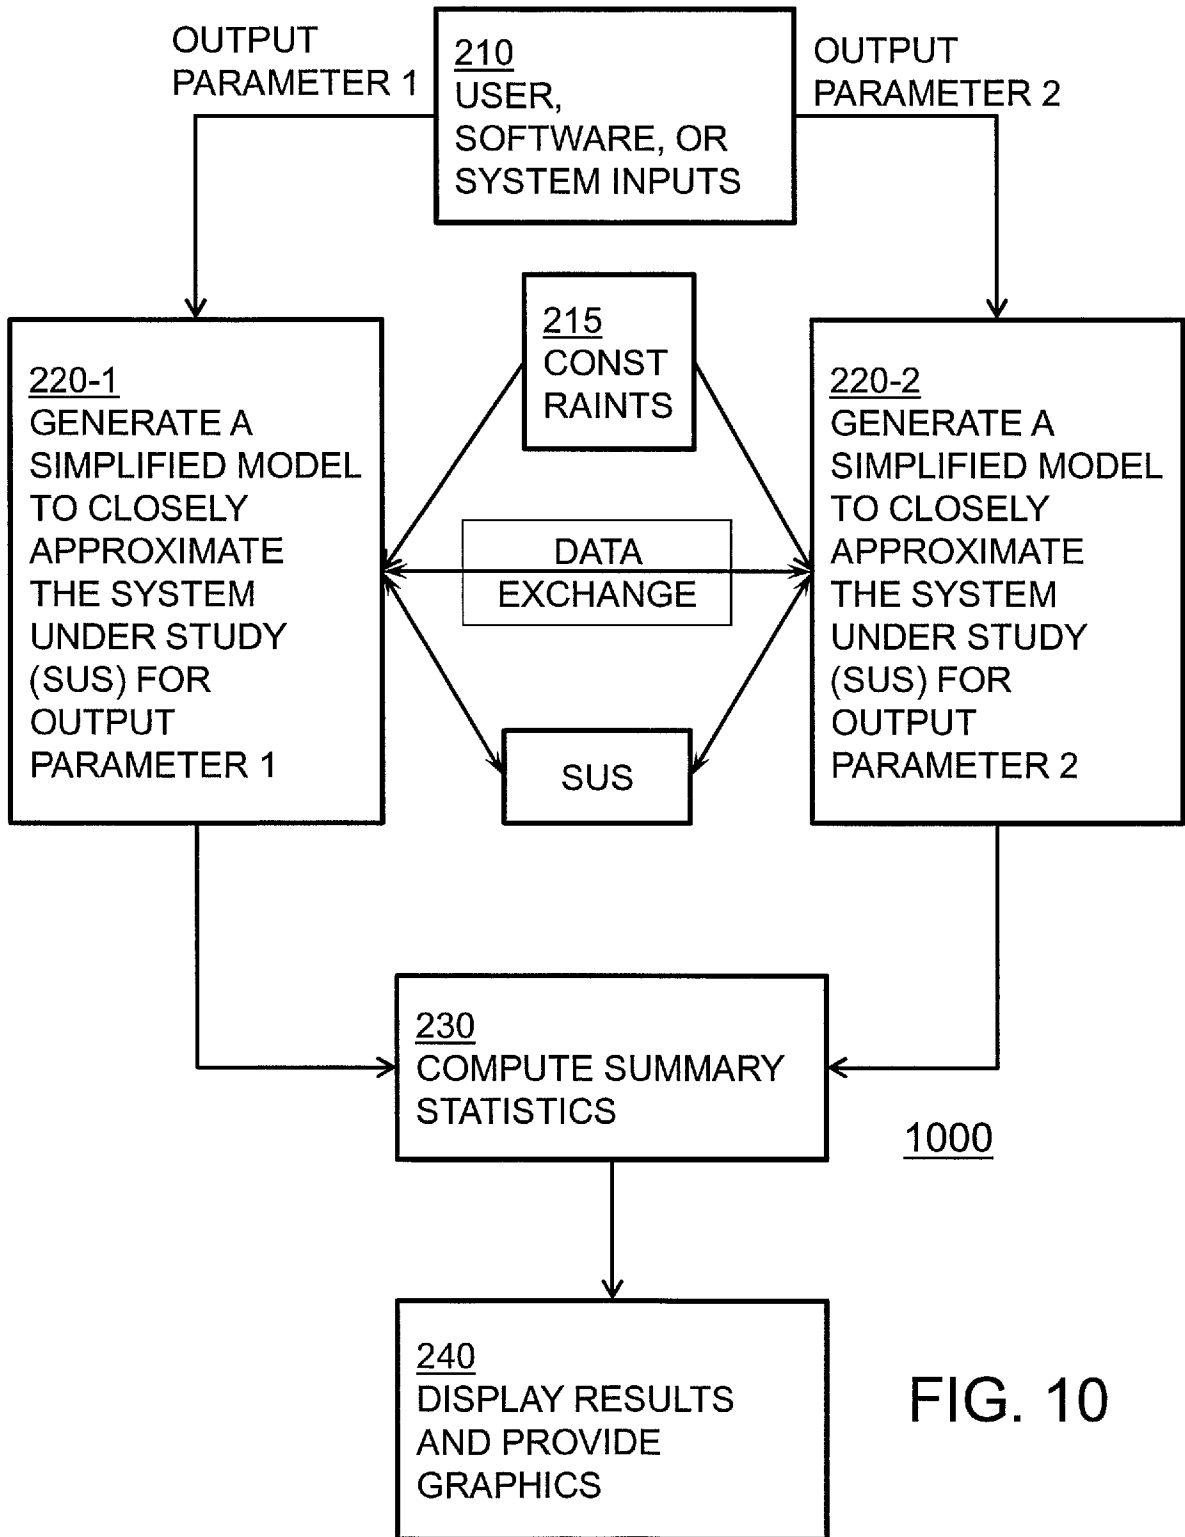 OUTPUT
PARAMETER 1
210
USER,
SOFTWARE, OR
SYSTEM INPUTS
OUTPUT
PARAMETER 2
220-1
GENERATE A
SIMPLIFIED MODEL
TO CLOSELY
APPROXIMATE
THE SYSTEM
UNDER STUDY
(SUS) FOR
OUTPUT
PARAMETER 1
215
CONST
RAINTS
DATA
EXCHANGE
SUS
220-2
GENERATE A
SIMPLIFIED MODEL
TO CLOSELY
APPROXIMATE
THE SYSTEM
UNDER STUDY
(SUS) FOR
OUTPUT
PARAMETER 2
230
COMPUTE SUMMARY
STATISTICS
1000
240
DISPLAY RESULTS
AND PROVIDE
GRAPHICS
FIG. 10